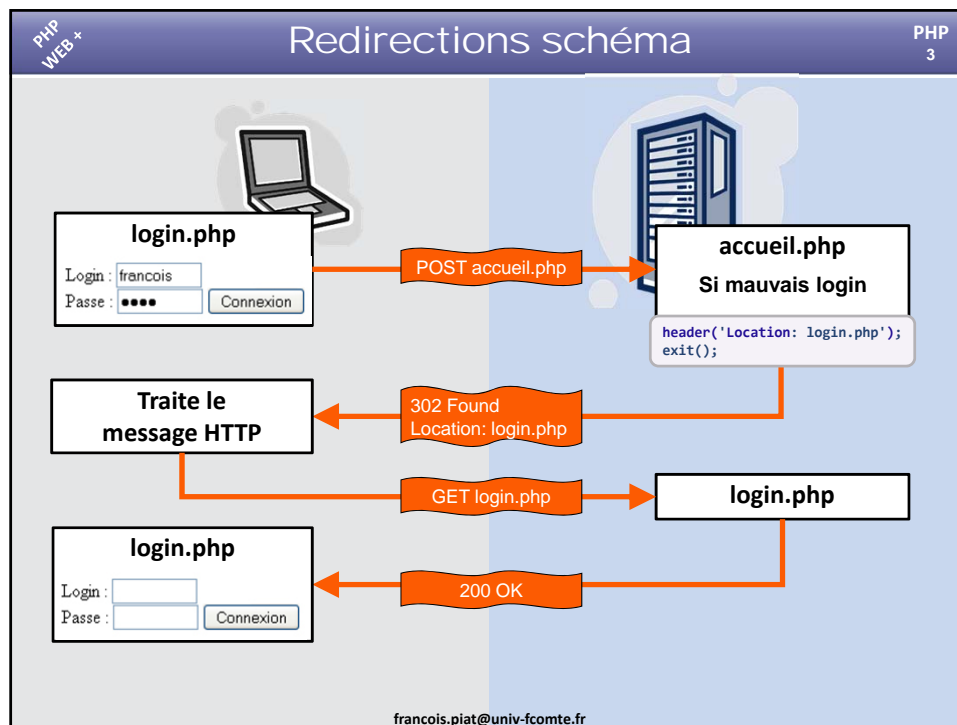 PHP
WEB +
Redirections schéma
PHP
3
login.php
Login : francois
Passe : ●●●●
Connexion
POST accueil.php
accueil.php
Si mauvais login
header('Location: login.php');
exit();
Traite le
message HTTP
302 Found
Location: login.php
GET login.php
login.php
login.php
Login :
Passe :
Connexion
200 OK
francois.piat@univ-fcomte.fr